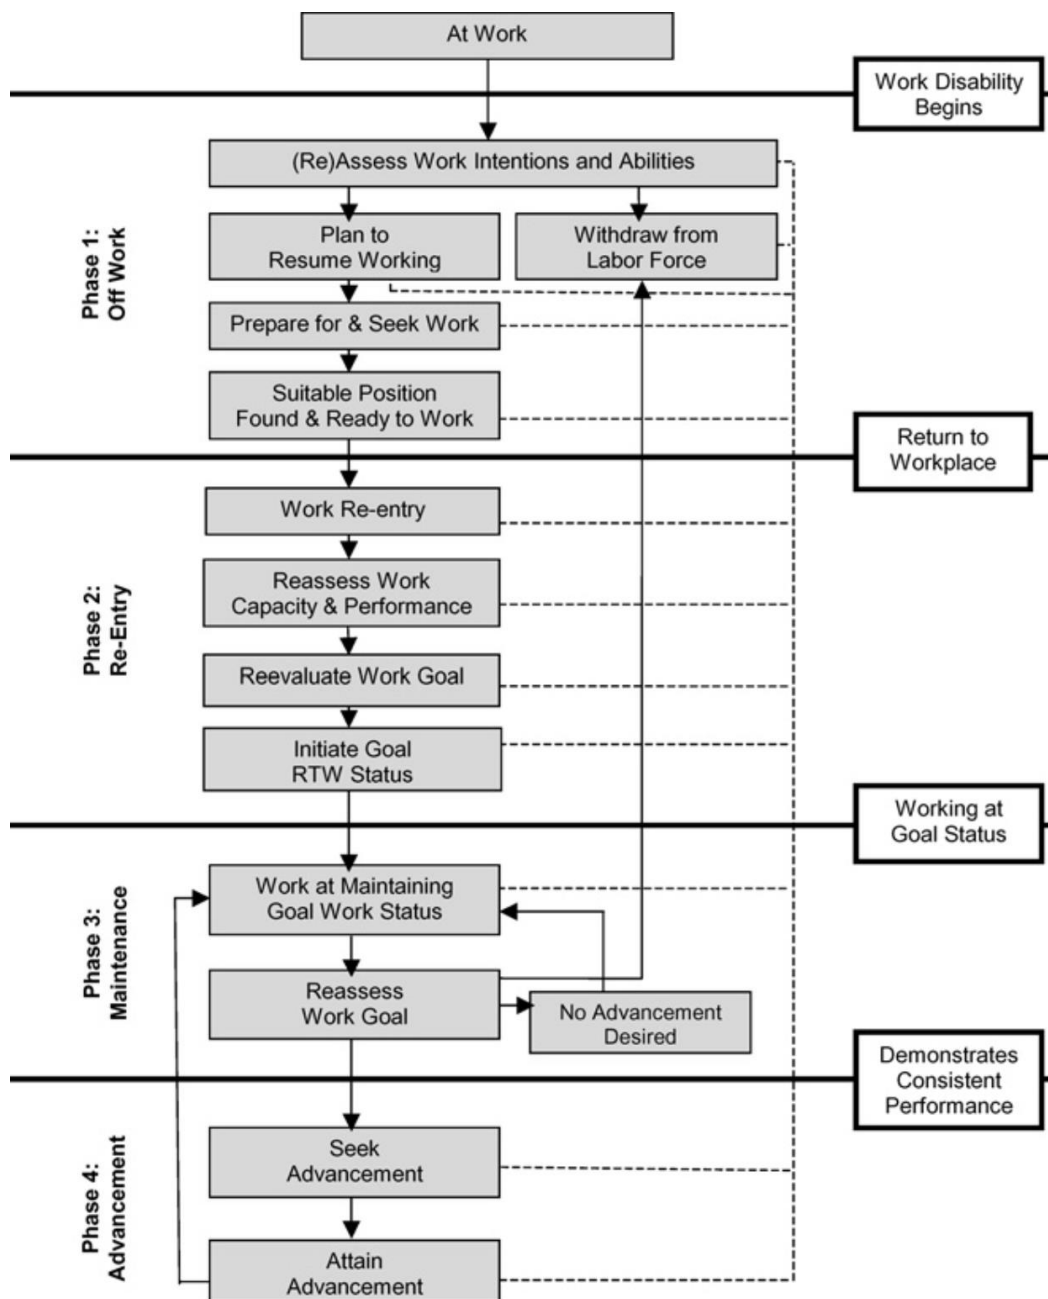 At Work
Work Disability
Begins
(Re)Assess Work Intentions and Abilities
Phase 1:
Off Work
Plan to
Resume Working
Withdraw from
Labor Force
Prepare for & Seek Work
Suitable Position
Found & Ready to Work
Return to
Workplace
Phase 2:
Re-Entry
Work Re-entry
Reassess Work
Capacity & Performance
Reevaluate Work Goal
Initiate Goal
RTW Status
Working at
Goal Status
Phase 3:
Maintenance
Work at Maintaining
Goal Work Status
Reassess
Work Goal
No Advancement
Desired
Demonstrates
Consistent
Performance
Phase 4:
Advancement
Seek
Advancement
Attain
Advancement